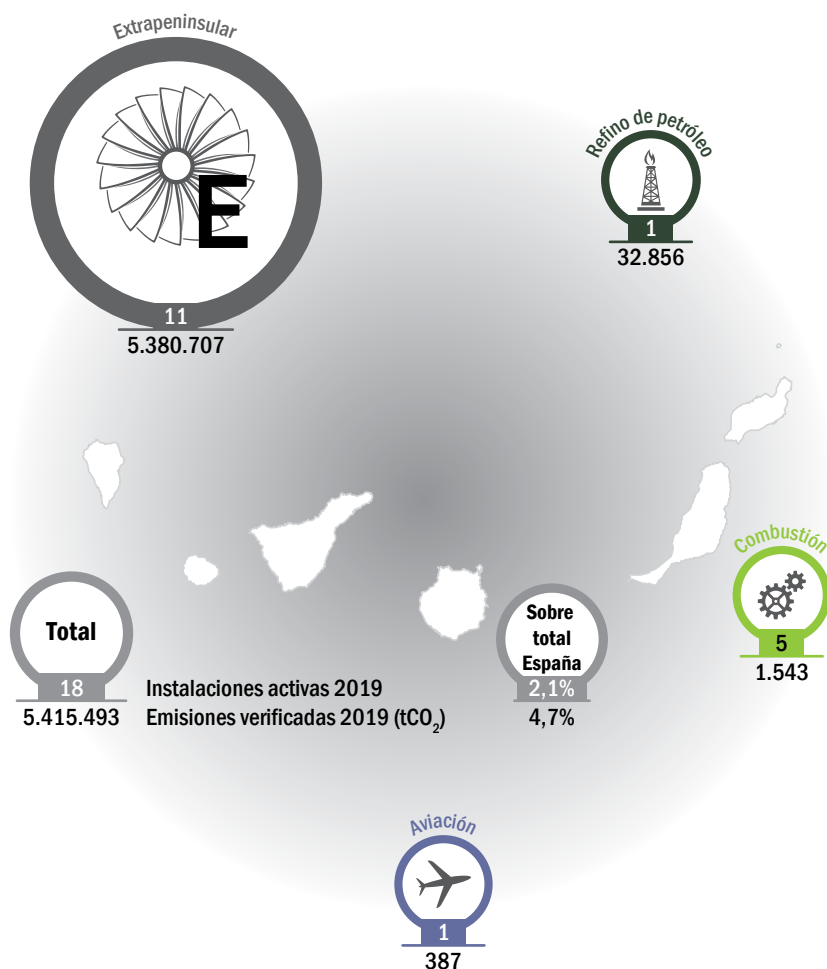 Extrapeninsular
E
11
5.380.707
Refino de petróleo
1
32.856
Combustión
5
1.543
Total
18
5.415.493
Instalaciones activas 2019
Emisiones verificadas 2019 (tCO₂)
Sobre
total
España
2,1%
4,7%
Aviación
1
387